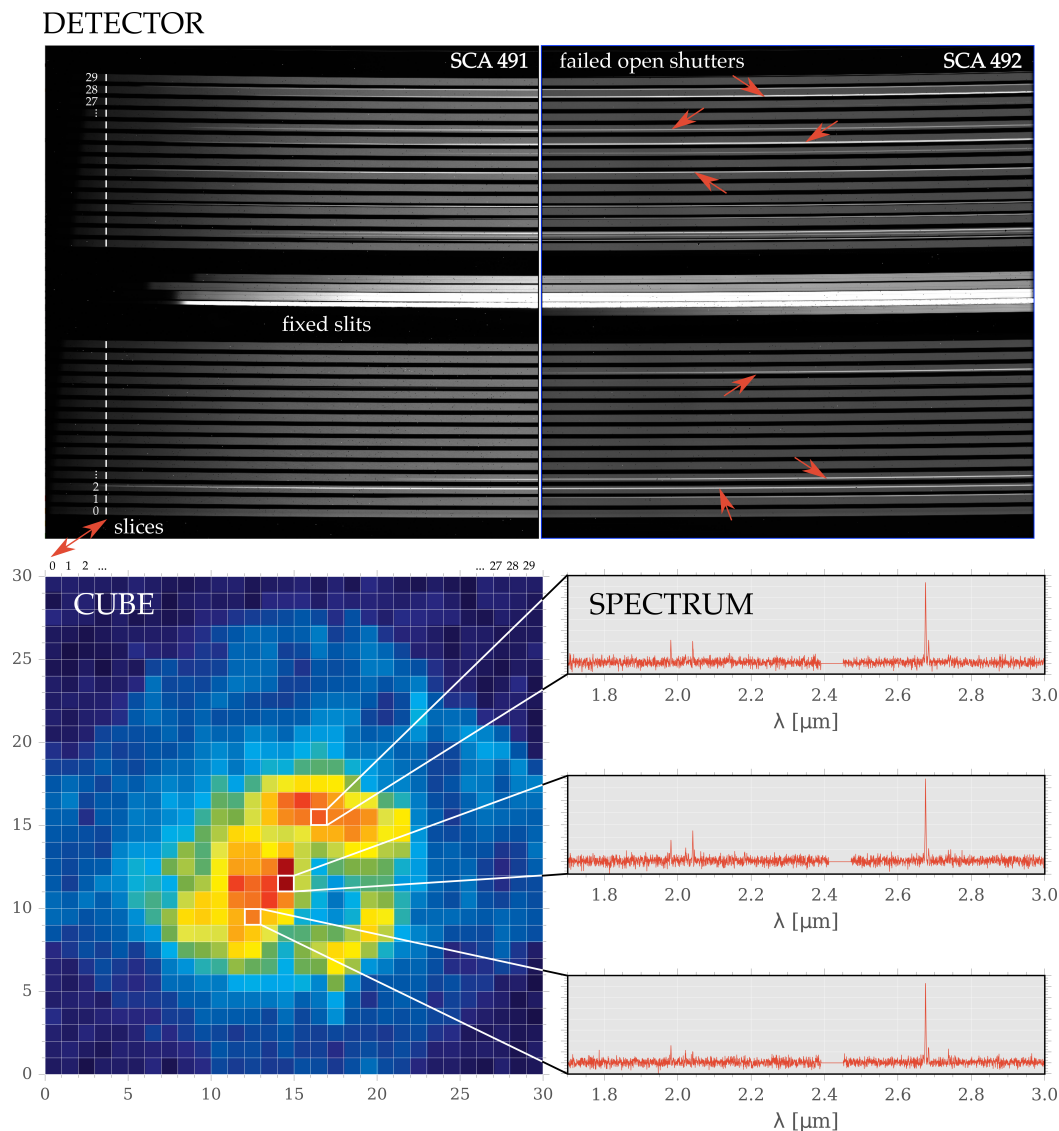 DETECTOR
SCA 491
failed open shutters
SCA 492
29
28
27
...
fixed slits
...
2
1
0
slices
0 1 2 ...
... 27 28 29
CUBE
30
25
20
15
10
5
0
0 5 10 15 20 25 30
SPECTRUM
1.8 2.0 2.2 2.4 2.6 2.8 3.0
λ [μm]
1.8 2.0 2.2 2.4 2.6 2.8 3.0
λ [μm]
1.8 2.0 2.2 2.4 2.6 2.8 3.0
λ [μm]